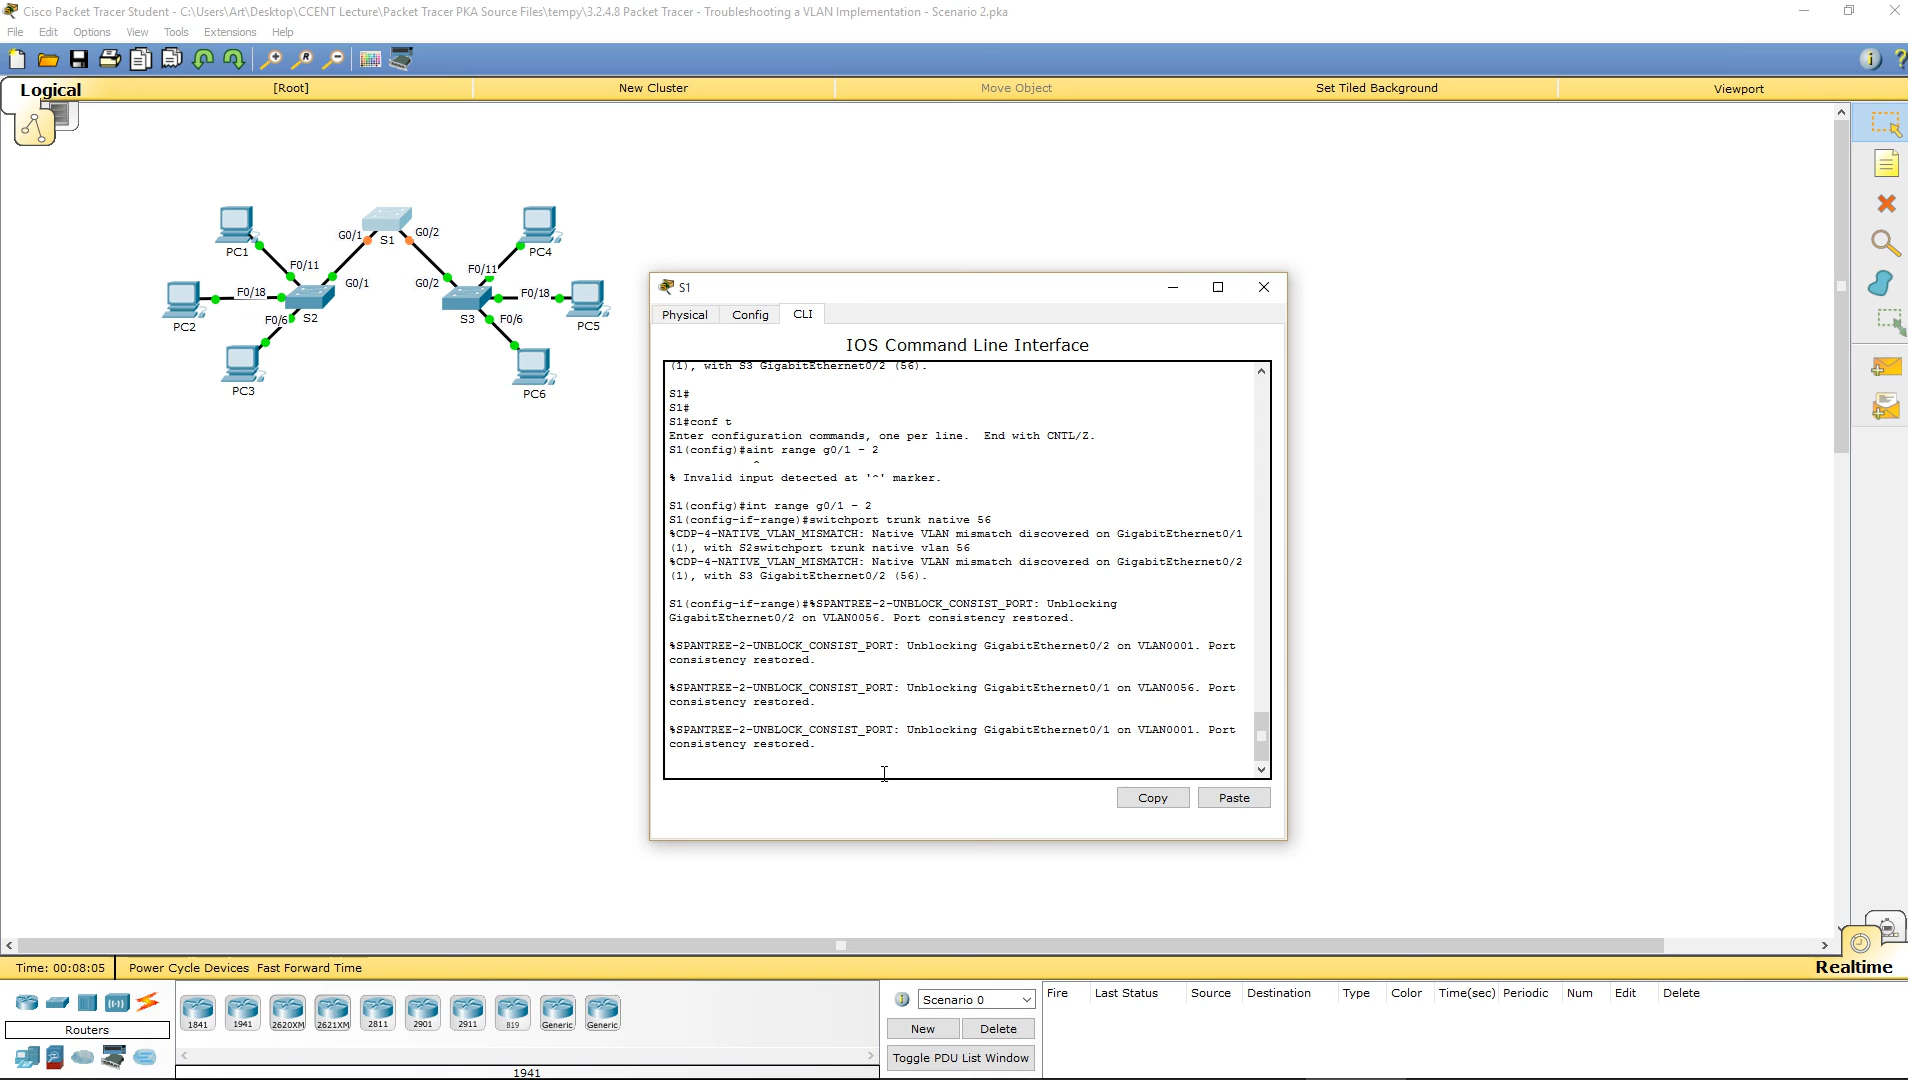 Cisco Packet Tracer Student - C:\Users\Art\Desktop\CCENT Lecture\Packet Tracer PKA Source Files\tempy\3.2.4.8 Packet Tracer - Troubleshooting a VLAN Implementation - Scenario 2.pka
File Edit Options View Tools Extensions Help
Logical [Root] New Cluster Move Object Set Tiled Background Viewport
PC1
G0/1
S1
G0/2
PC4
F0/11
G0/1
F0/18
PC2
F0/6
S2
PC3
G0/2
F0/11
F0/18
S3
F0/6
PC5
PC6
S1
Physical Config CLI
IOS Command Line Interface
(1), with S3 GigabitEthernet0/2 (56).
S1#
S1#
S1#conf t
Enter configuration commands, one per line.  End with CNTL/Z.
S1(config)#aint range g0/1 - 2
^
% Invalid input detected at '^' marker.
S1(config)#int range g0/1 - 2
S1(config-if-range)#switchport trunk native 56
%CDP-4-NATIVE_VLAN_MISMATCH: Native VLAN mismatch discovered on GigabitEthernet0/1
(1), with S2switchport trunk native vlan 56
%CDP-4-NATIVE_VLAN_MISMATCH: Native VLAN mismatch discovered on GigabitEthernet0/2
(1), with S3 GigabitEthernet0/2 (56).
S1(config-if-range)#%SPANTREE-2-UNBLOCK_CONSIST_PORT: Unblocking
GigabitEthernet0/2 on VLAN0056. Port consistency restored.
%SPANTREE-2-UNBLOCK_CONSIST_PORT: Unblocking GigabitEthernet0/2 on VLAN0001. Port
consistency restored.
%SPANTREE-2-UNBLOCK_CONSIST_PORT: Unblocking GigabitEthernet0/1 on VLAN0056. Port
consistency restored.
%SPANTREE-2-UNBLOCK_CONSIST_PORT: Unblocking GigabitEthernet0/1 on VLAN0001. Port
consistency restored.
Copy Paste
Time: 00:08:05 Power Cycle Devices Fast Forward Time Realtime
Routers
1841 1941 2620XM 2621XM 2811 2901 2911 819 Generic Generic
1941
Scenario 0
New Delete
Toggle PDU List Window
Fire Last Status Source Destination Type Color Time(sec) Periodic Num Edit Delete